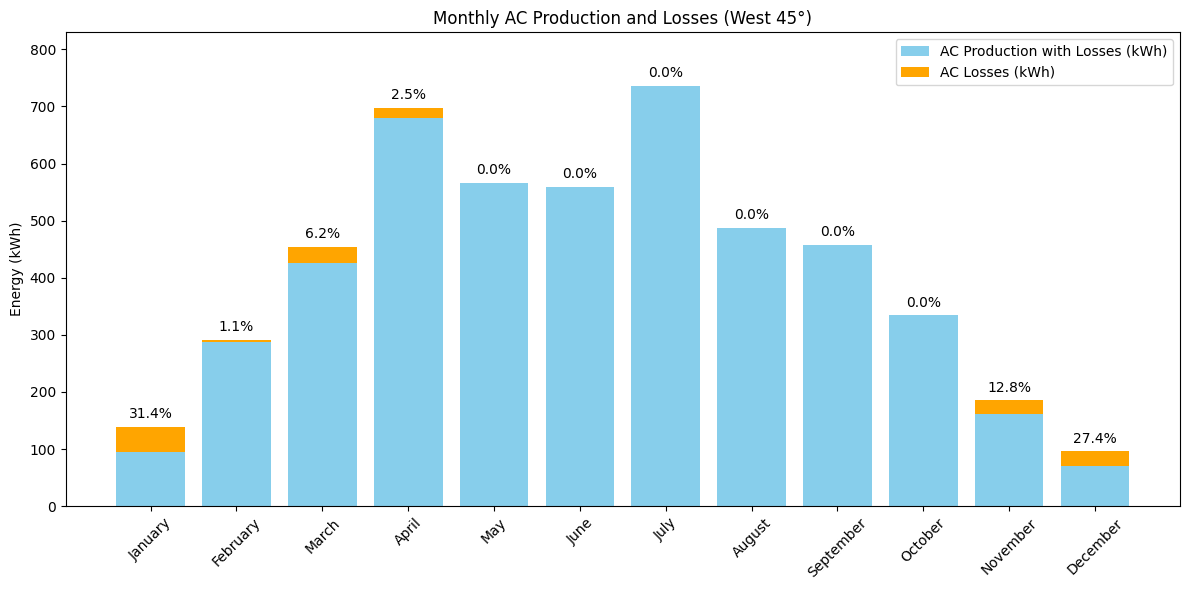 Monthly AC Production and Losses (West 45°)
AC Production with Losses (kWh)
AC Losses (kWh)
Energy (kWh)
800
700
600
500
400
300
200
100
0
31.4%
1.1%
6.2%
2.5%
0.0%
0.0%
0.0%
0.0%
0.0%
0.0%
12.8%
27.4%
January
February
March
April
May
June
July
August
September
October
November
December